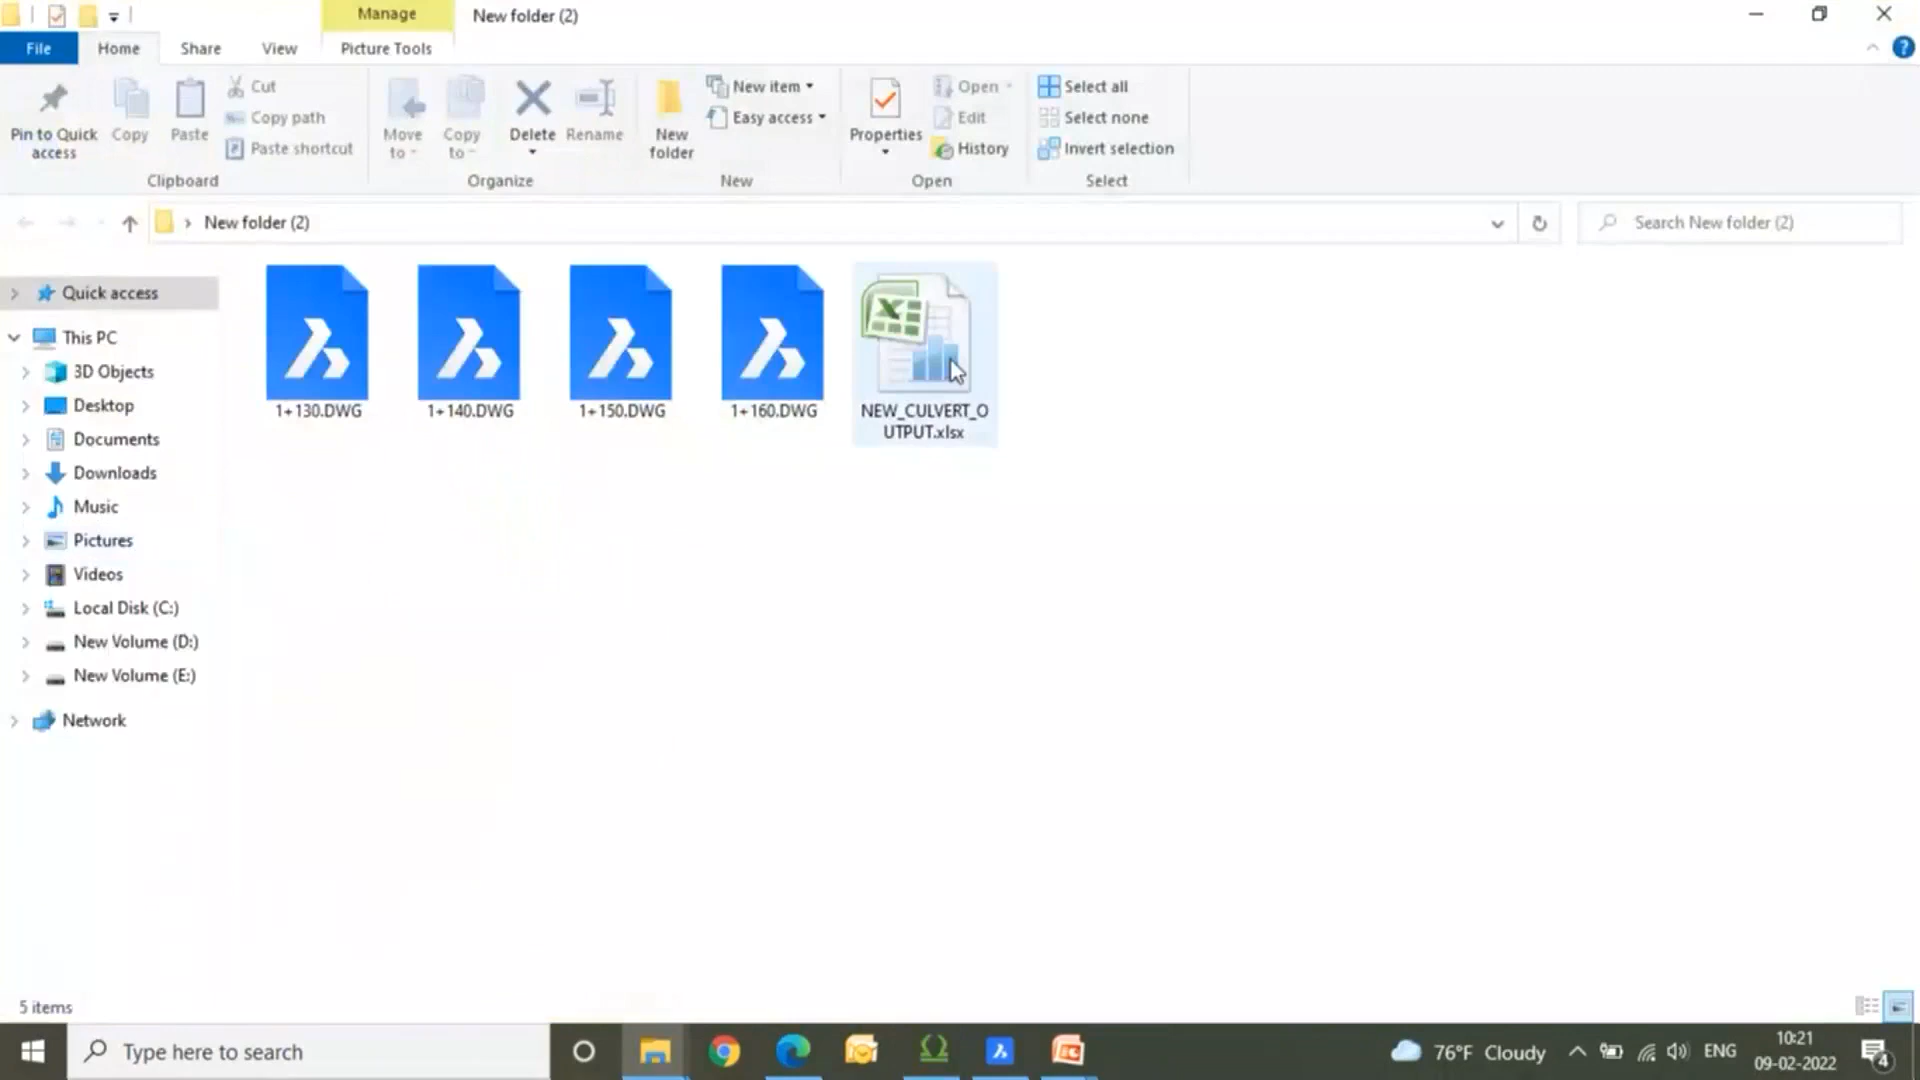 Manage
New folder (2)
File
Home
Share
View
Picture Tools
Pin to Quick
access
Copy
Paste
Cut
Copy path
Paste shortcut
Clipboard
Move
to
Copy
to
Delete
Rename
Organize
New
folder
New item
Easy access
New
Properties
Open
Edit
History
Open
Select all
Select none
Invert selection
Select
New folder (2)
Search New folder (2)
Quick access
This PC
3D Objects
Desktop
Documents
Downloads
Music
Pictures
Videos
Local Disk (C:)
New Volume (D:)
New Volume (E:)
Network
1+130.DWG
1+140.DWG
1+150.DWG
1+160.DWG
NEW_CULVERT_O
UTPUT.xlsx
5 items
Type here to search
76°F Cloudy
ENG
10:21
09-02-2022
4